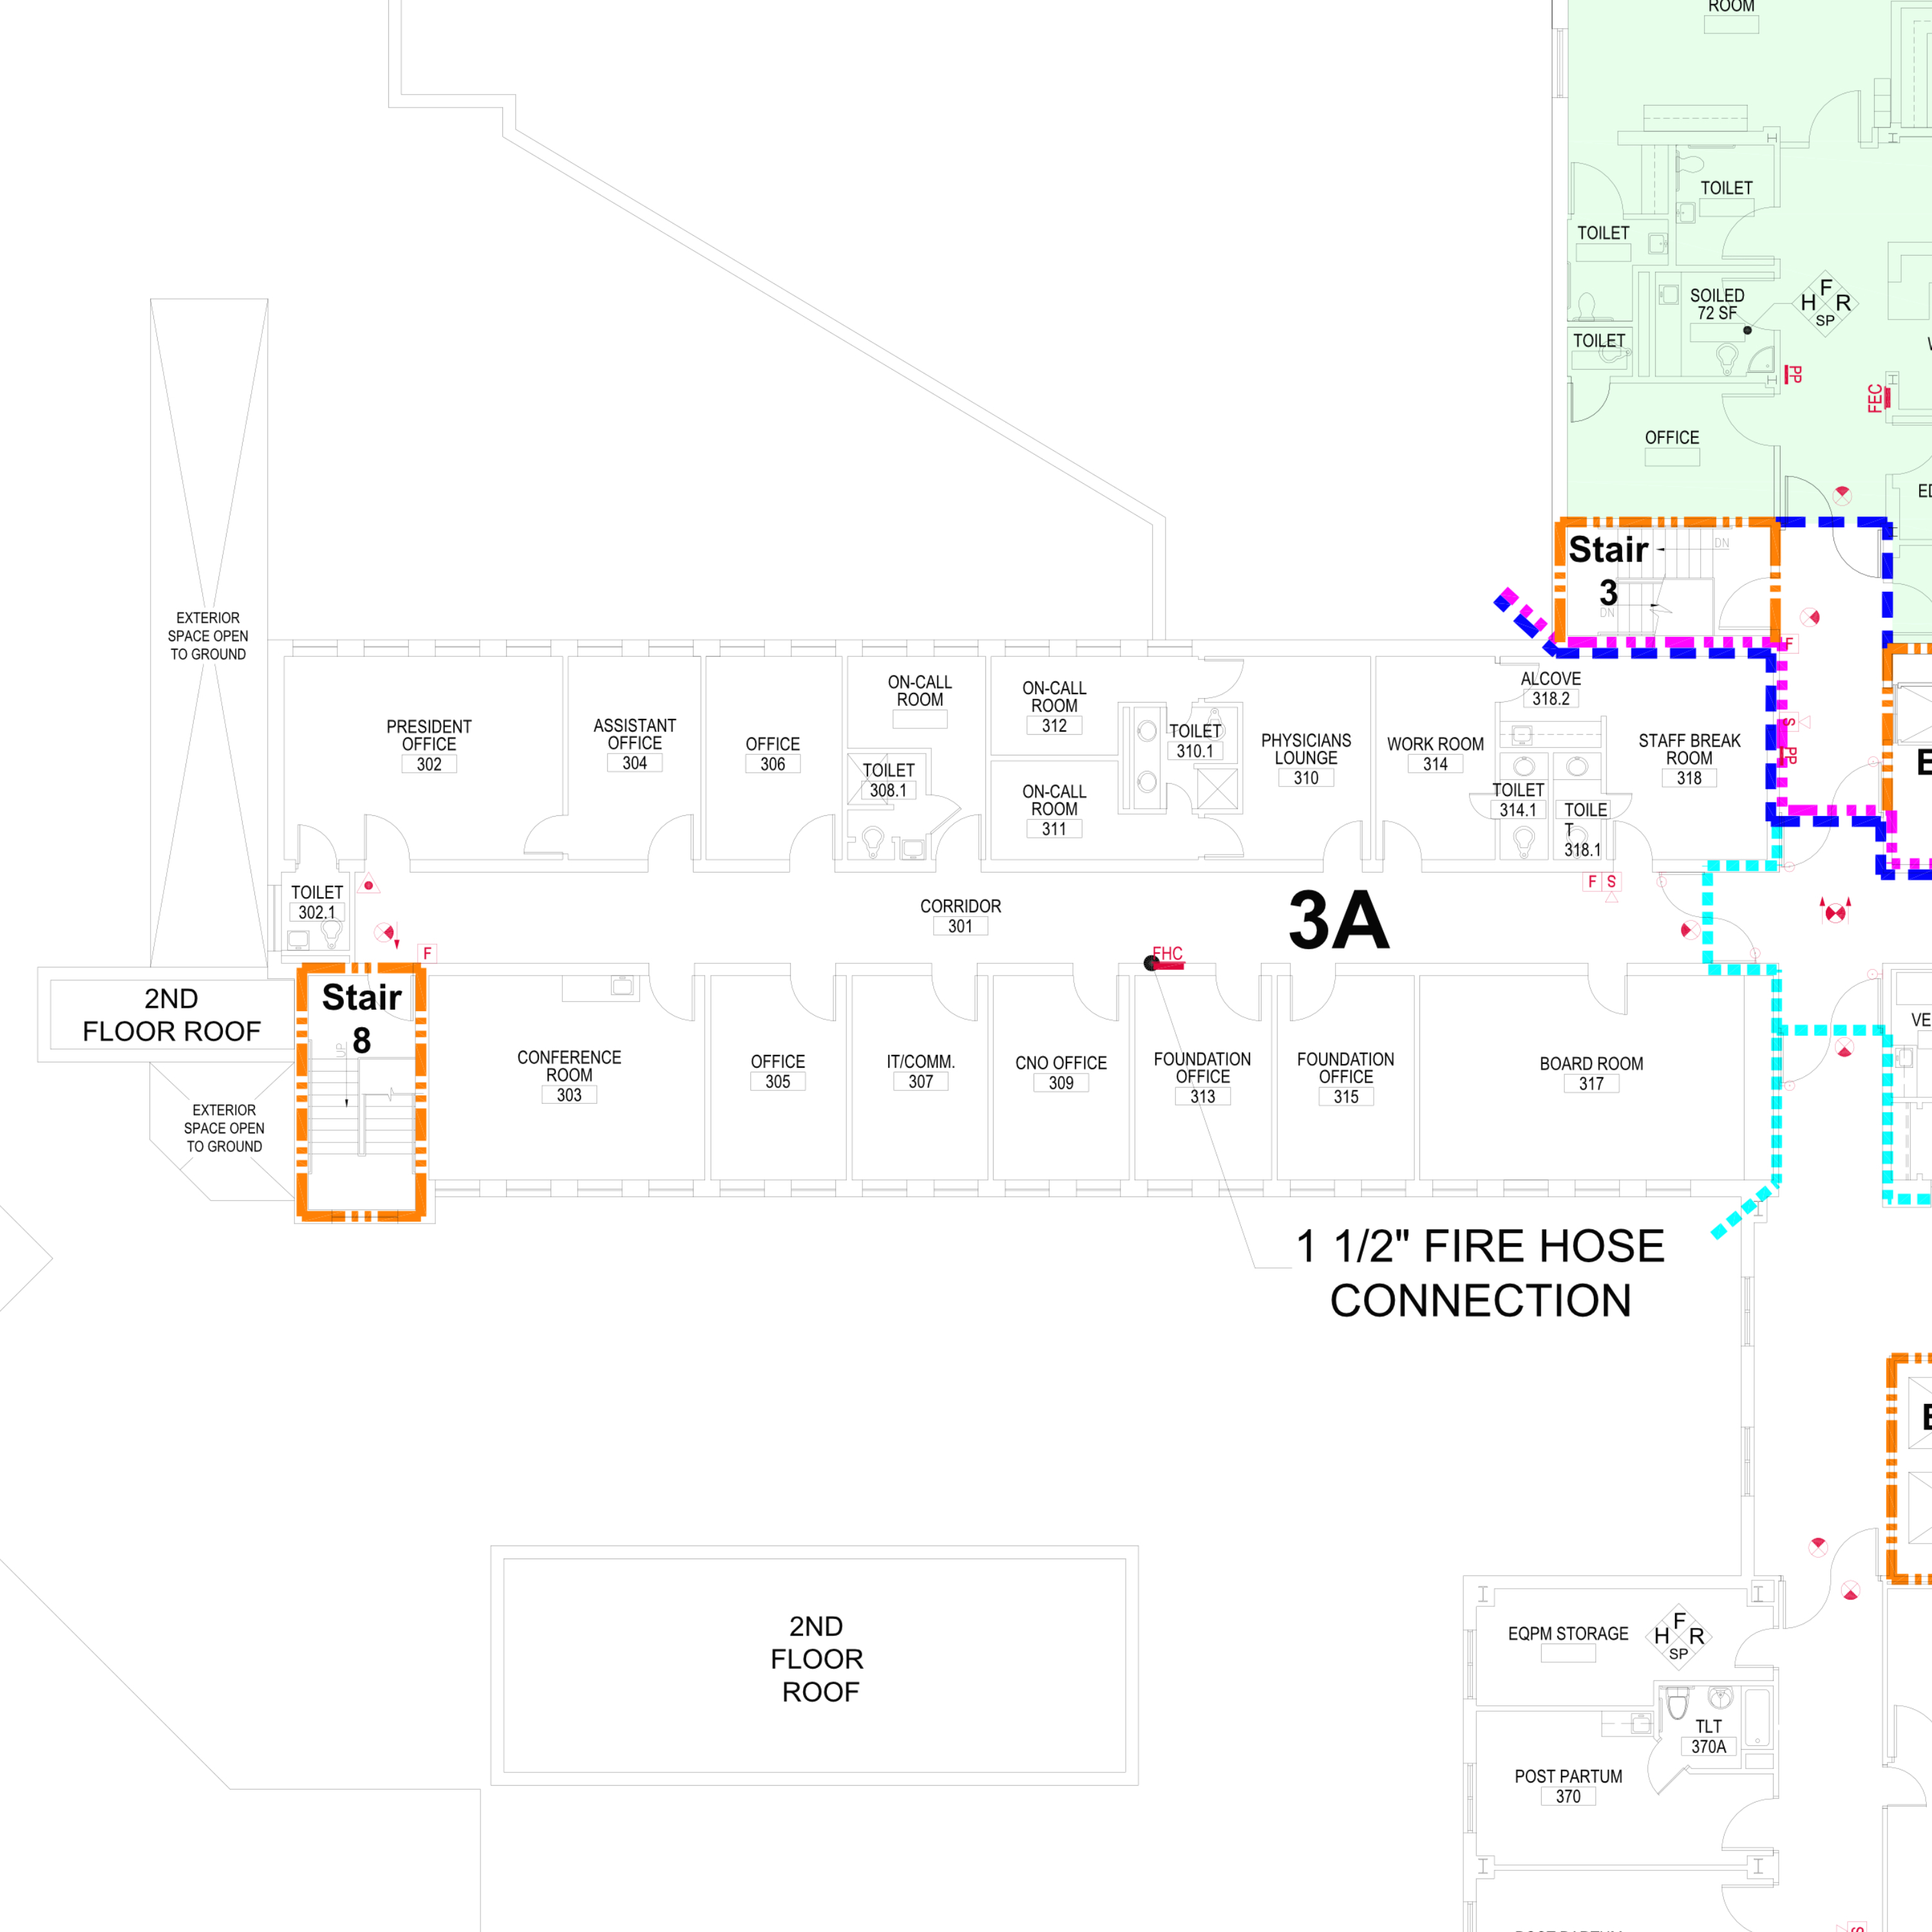 ROOM
TOILET
TOILET
SOILED
72 SF
F
H R
SP
TOILET
PP
FEC
OFFICE
Stair
3
DN
DN
F
S
PP
EXTERIOR
SPACE OPEN
TO GROUND
PRESIDENT
OFFICE
302
ASSISTANT
OFFICE
304
OFFICE
306
ON-CALL
ROOM
TOILET
308.1
ON-CALL
ROOM
312
ON-CALL
ROOM
311
TOILET
310.1
PHYSICIANS
LOUNGE
310
WORK ROOM
314
ALCOVE
318.2
TOILET
314.1
TOILE
T
318.1
STAFF BREAK
ROOM
318
TOILET
302.1
CORRIDOR
301
3A
F S
F
FHC
2ND
FLOOR ROOF
Stair
8
UP
EXTERIOR
SPACE OPEN
TO GROUND
CONFERENCE
ROOM
303
OFFICE
305
IT/COMM.
307
CNO OFFICE
309
FOUNDATION
OFFICE
313
FOUNDATION
OFFICE
315
BOARD ROOM
317
VE
1 1/2" FIRE HOSE
CONNECTION
2ND
FLOOR
ROOF
EQPM STORAGE
F
H R
SP
TLT
370A
POST PARTUM
370
S